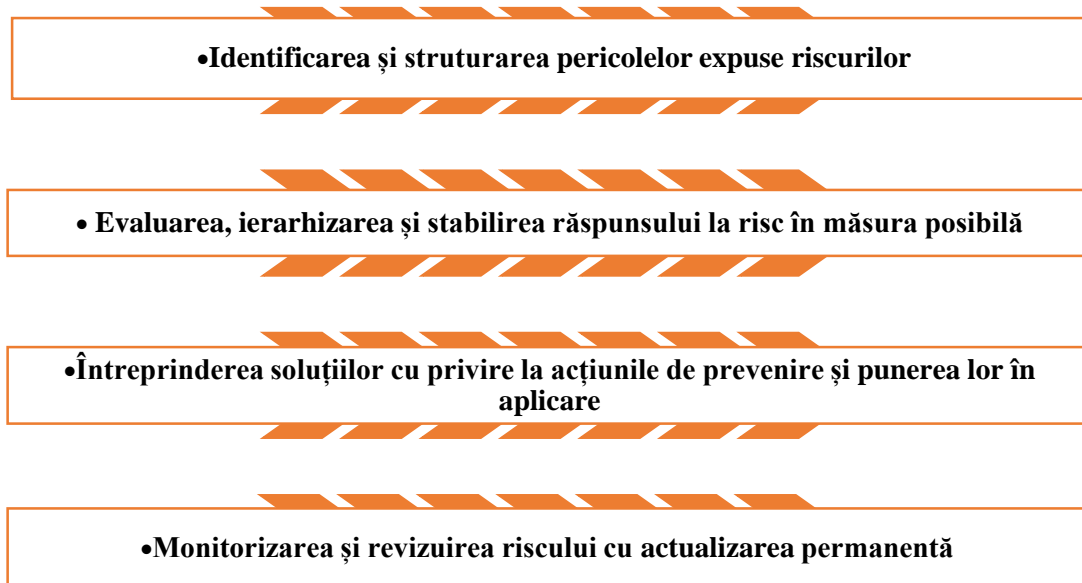 •Identificarea și struturarea pericolelor expuse riscurilor
• Evaluarea, ierarhizarea și stabilirea răspunsului la risc în măsura posibilă
•Întreprinderea soluțiilor cu privire la acțiunile de prevenire și punerea lor în
aplicare
•Monitorizarea și revizuirea riscului cu actualizarea permanentă